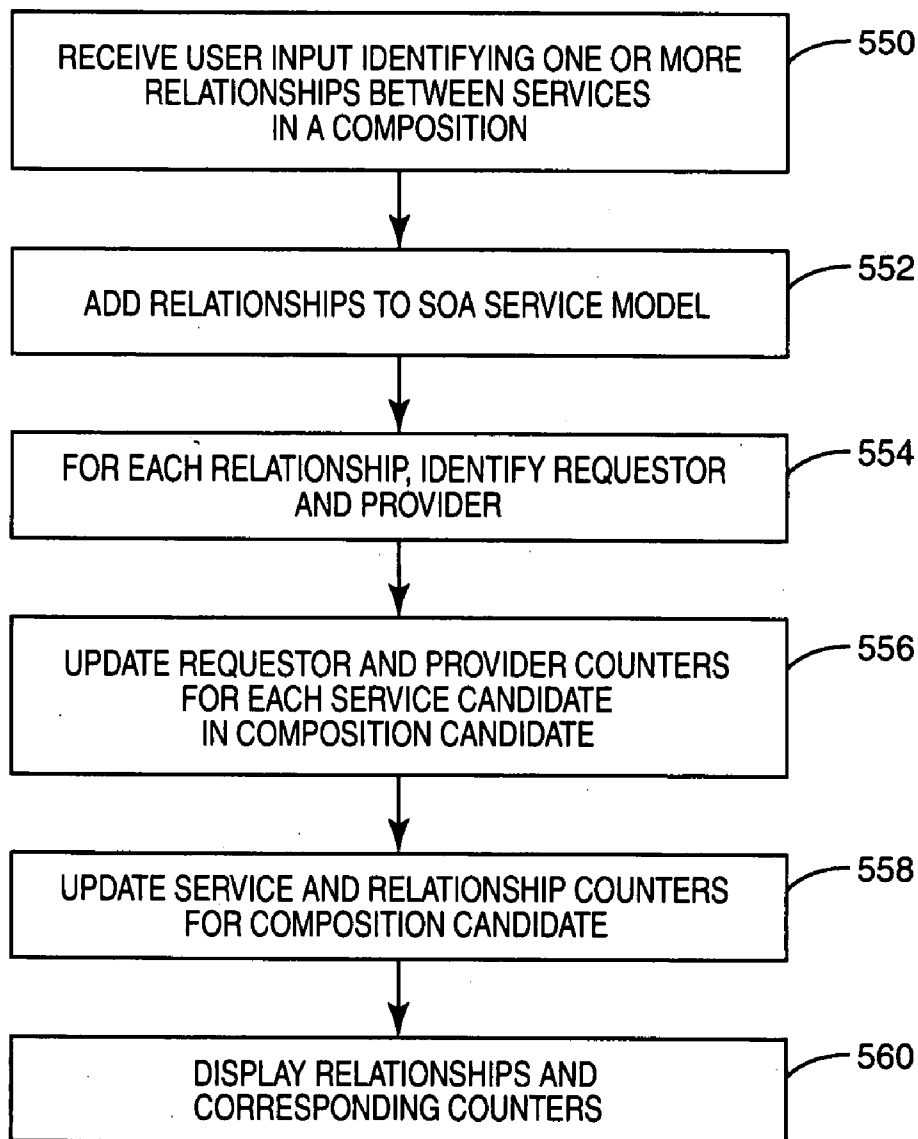 RECEIVE USER INPUT IDENTIFYING ONE OR MORE
RELATIONSHIPS BETWEEN SERVICES
IN A COMPOSITION
550
ADD RELATIONSHIPS TO SOA SERVICE MODEL
552
FOR EACH RELATIONSHIP, IDENTIFY REQUESTOR
AND PROVIDER
554
UPDATE REQUESTOR AND PROVIDER COUNTERS
FOR EACH SERVICE CANDIDATE
IN COMPOSITION CANDIDATE
556
UPDATE SERVICE AND RELATIONSHIP COUNTERS
FOR COMPOSITION CANDIDATE
558
DISPLAY RELATIONSHIPS AND
CORRESPONDING COUNTERS
560